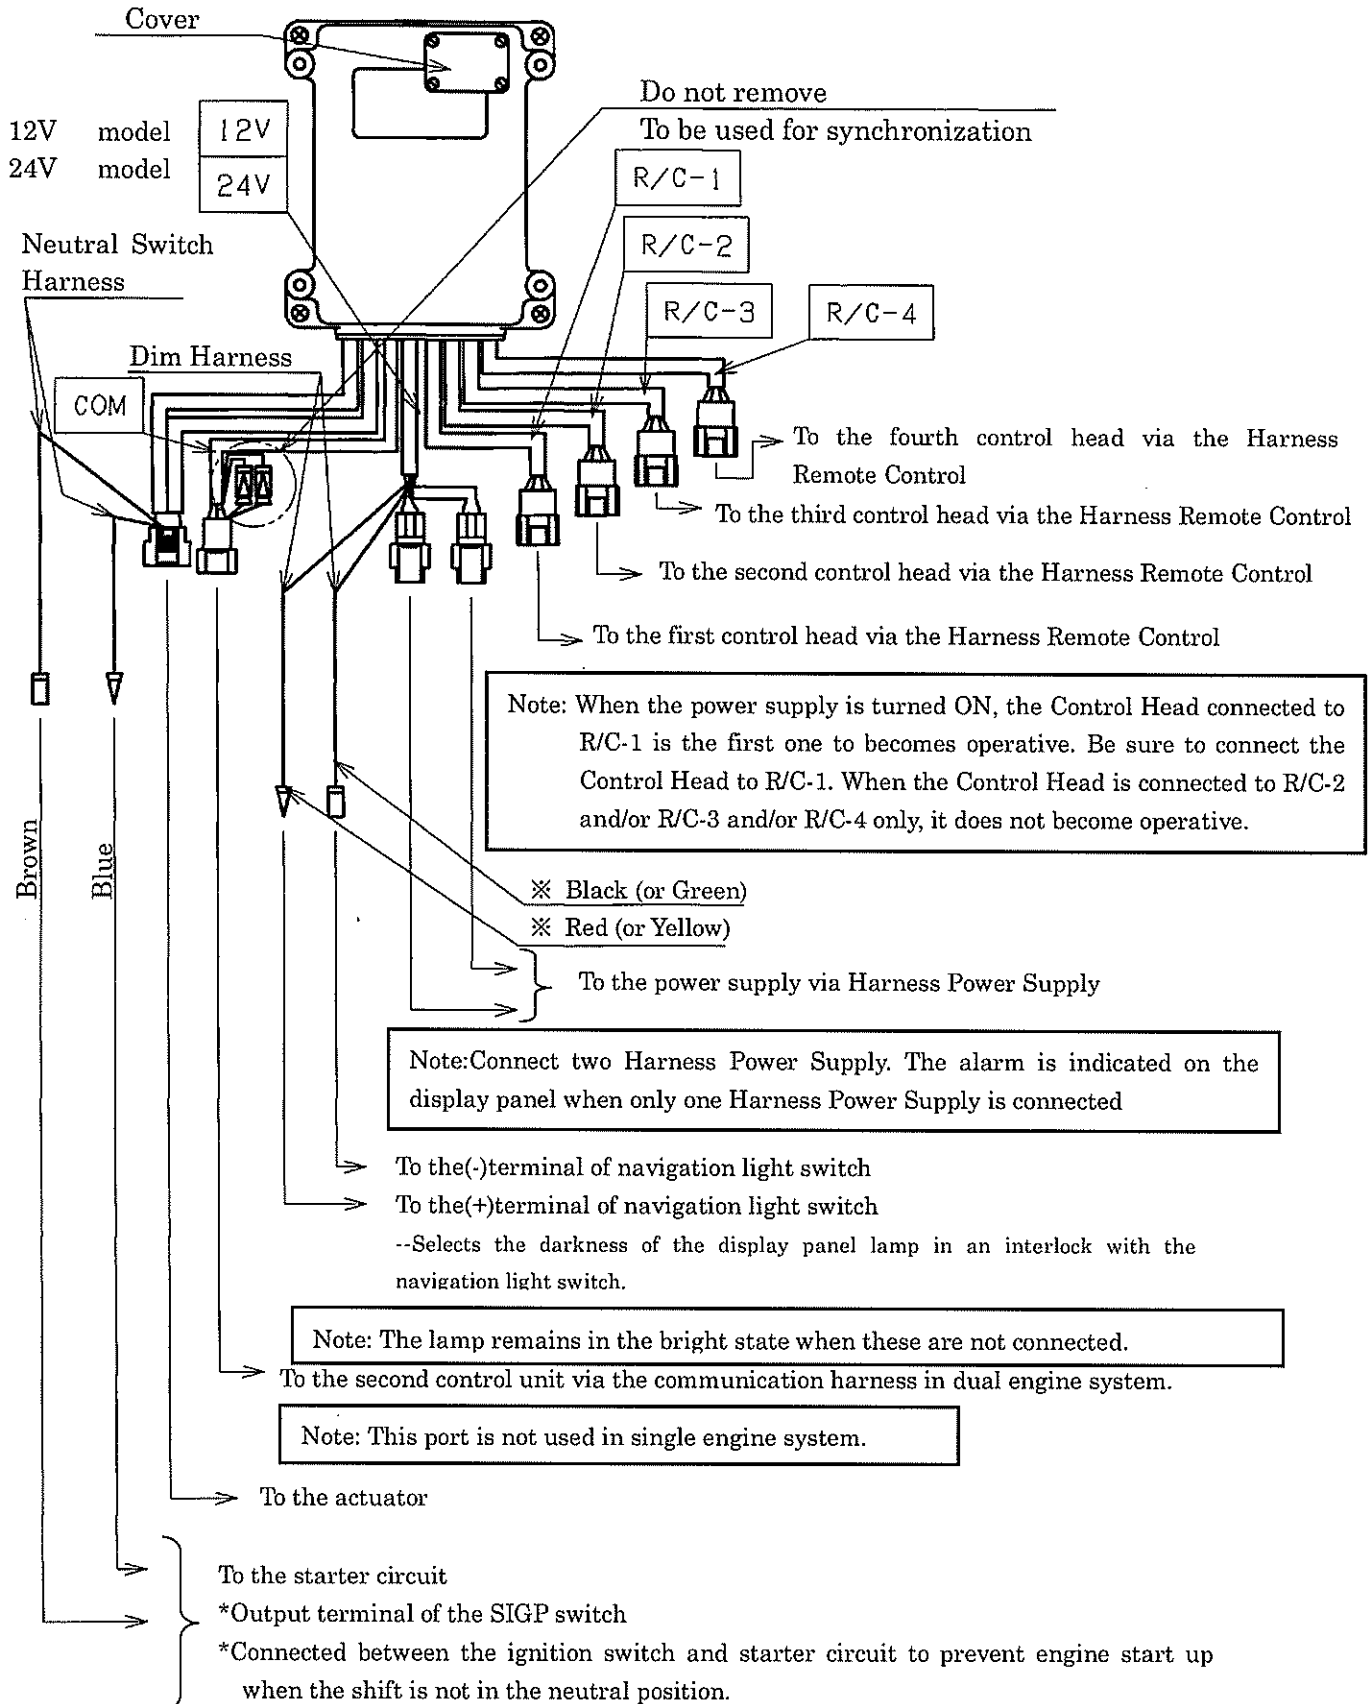 Cover
Do not remove
To be used for synchronization
12V model 12V
24V model 24V
R/C-1
R/C-2
R/C-3
R/C-4
Neutral Switch
Harness
Dim Harness
COM
To the fourth control head via the Harness
Remote Control
To the third control head via the Harness Remote Control
To the second control head via the Harness Remote Control
To the first control head via the Harness Remote Control
Note: When the power supply is turned ON, the Control Head connected to
R/C-1 is the first one to becomes operative. Be sure to connect the
Control Head to R/C-1. When the Control Head is connected to R/C-2
and/or R/C-3 and/or R/C-4 only, it does not become operative.
Brown
Blue
※ Black (or Green)
※ Red (or Yellow)
To the power supply via Harness Power Supply
Note:Connect two Harness Power Supply. The alarm is indicated on the
display panel when only one Harness Power Supply is connected
To the(-)terminal of navigation light switch
To the(+)terminal of navigation light switch
--Selects the darkness of the display panel lamp in an interlock with the
navigation light switch.
Note: The lamp remains in the bright state when these are not connected.
To the second control unit via the communication harness in dual engine system.
Note: This port is not used in single engine system.
To the actuator
To the starter circuit
*Output terminal of the SIGP switch
*Connected between the ignition switch and starter circuit to prevent engine start up
when the shift is not in the neutral position.